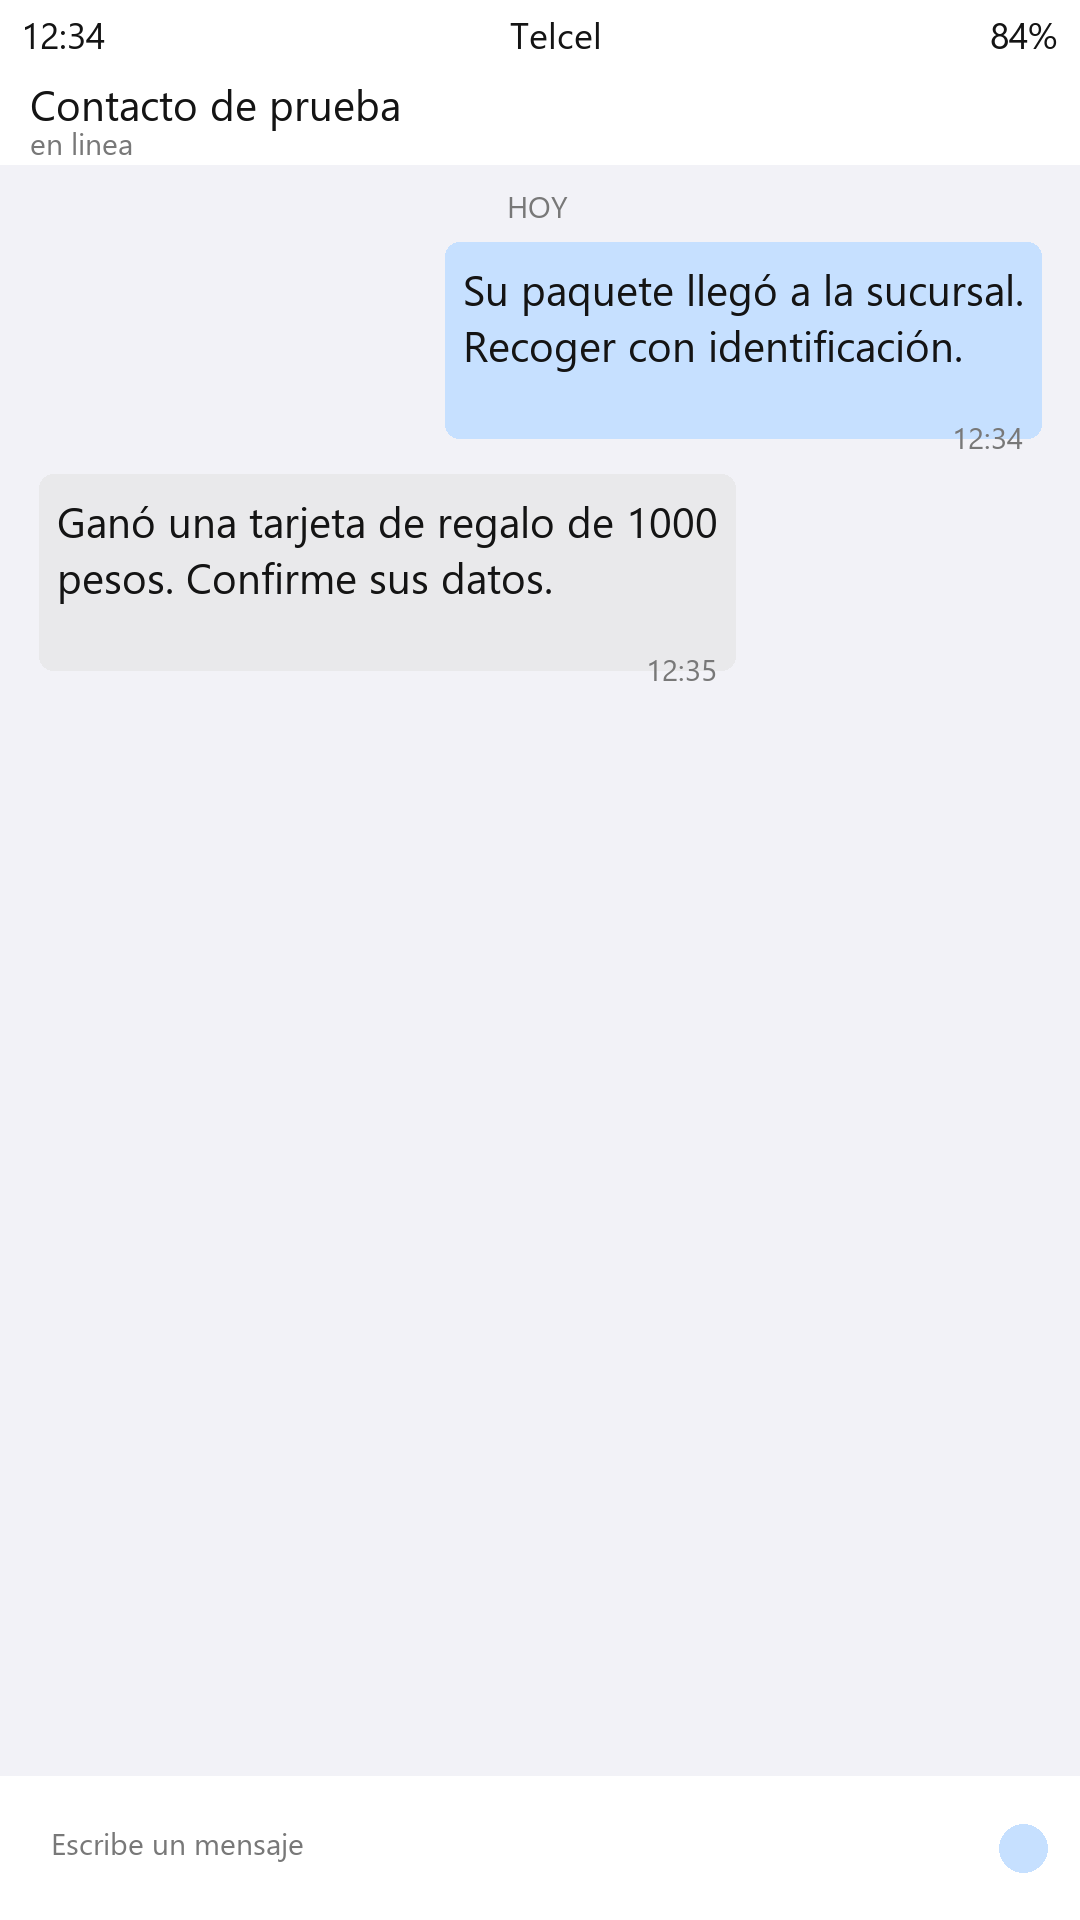 12:34 Telcel 84%
Contacto de prueba
en linea
HOY
Su paquete llegó a la sucursal.
Recoger con identificación.
12:34
Ganó una tarjeta de regalo de 1000
pesos. Confirme sus datos.
12:35
Escribe un mensaje